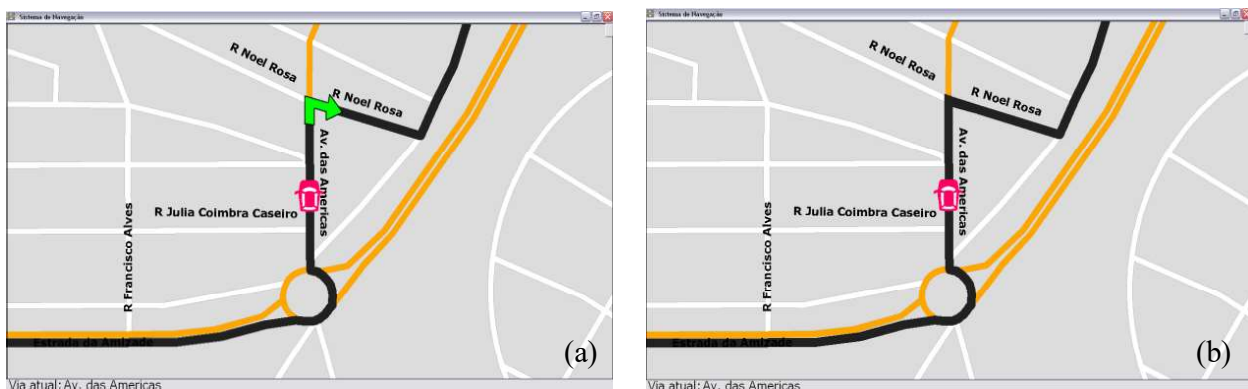 Sistema de Navegação
R Noel Rosa
R Noel Rosa
Av. das Americas
R Julia Coimbra Caseiro
R Francisco Alves
Estrada da Amizade
(a)
Via atual: Av. das Americas
Sistema de Navegação
R Noel Rosa
R Noel Rosa
Av. das Americas
R Julia Coimbra Caseiro
R Francisco Alves
Estrada da Amizade
(b)
Via atual: Av. das Americas